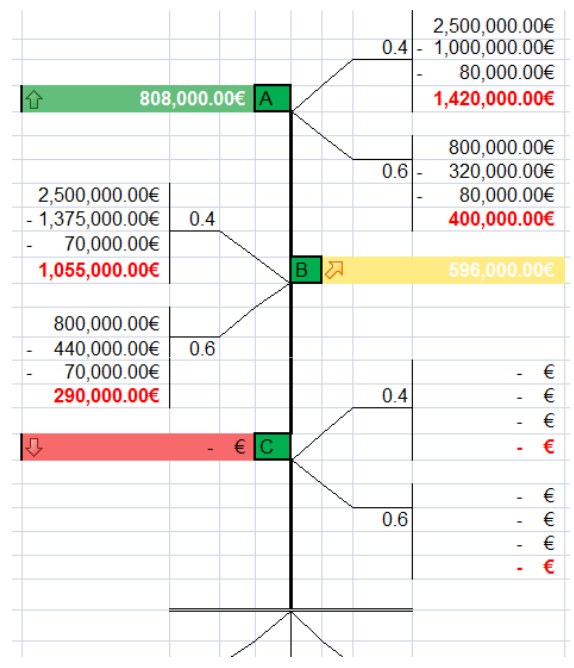 2,500,000.00€
0.4 - 1,000,000.00€
- 80,000.00€
808,000.00€ A 1,420,000.00€
800,000.00€
0.6 - 320,000.00€
2,500,000.00€ - 80,000.00€
- 1,375,000.00€ 0.4 400,000.00€
- 70,000.00€
1,055,000.00€ B 596,000.00€
800,000.00€
- 440,000.00€ 0.6
- 70,000.00€ - €
290,000.00€ 0.4 - €
- €
- € C - €
- €
0.6 - €
- €
- €